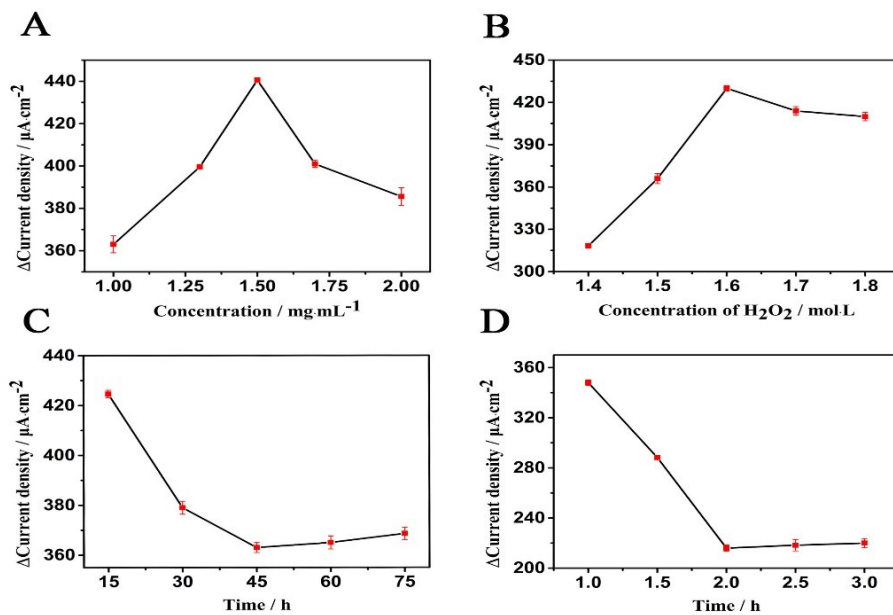 A
ΔCurrent density / μA·cm-2
440
420
400
380
360
1.00 1.25 1.50 1.75 2.00
Concentration / mg·mL-1
B
ΔCurrent density / μA·cm-2
450
420
390
360
330
300
1.4 1.5 1.6 1.7 1.8
Concentration of H2O2 / mol·L
C
ΔCurrent density / μA·cm-2
440
420
400
380
360
15 30 45 60 75
Time / h
D
ΔCurrent density / μA·cm-2
360
320
280
240
200
1.0 1.5 2.0 2.5 3.0
Time / h